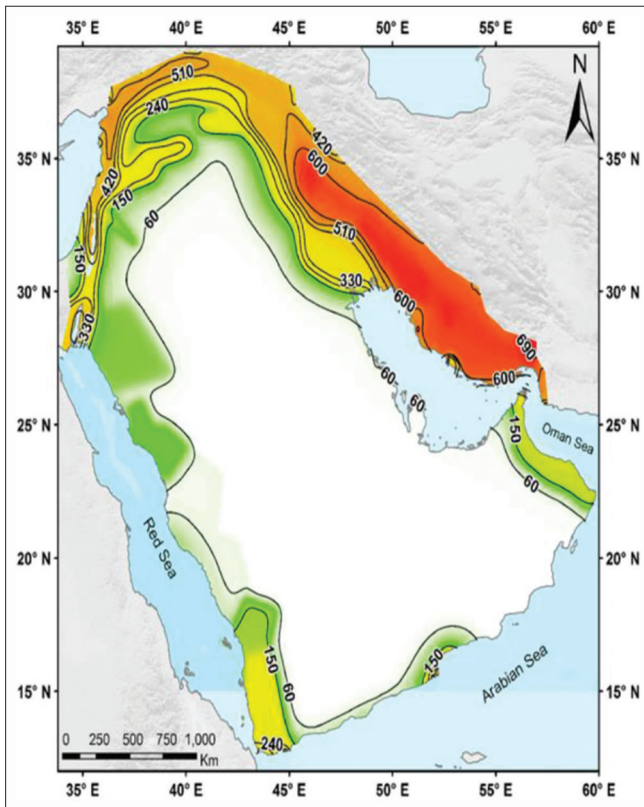 35° E 40° E 45° E 50° E 55° E 60° E
N
510
240
420
600
35° N 35° N
420
150
60
510
150
330
30° N 30° N
330
600
690
600
60
60
25° N 25° N
150
Oman Sea
60
Red Sea
20° N 20° N
150
60
150
Arabian Sea
15° N 15° N
240
0 250 500 750 1,000
Km
35° E 40° E 45° E 50° E 55° E 60° E